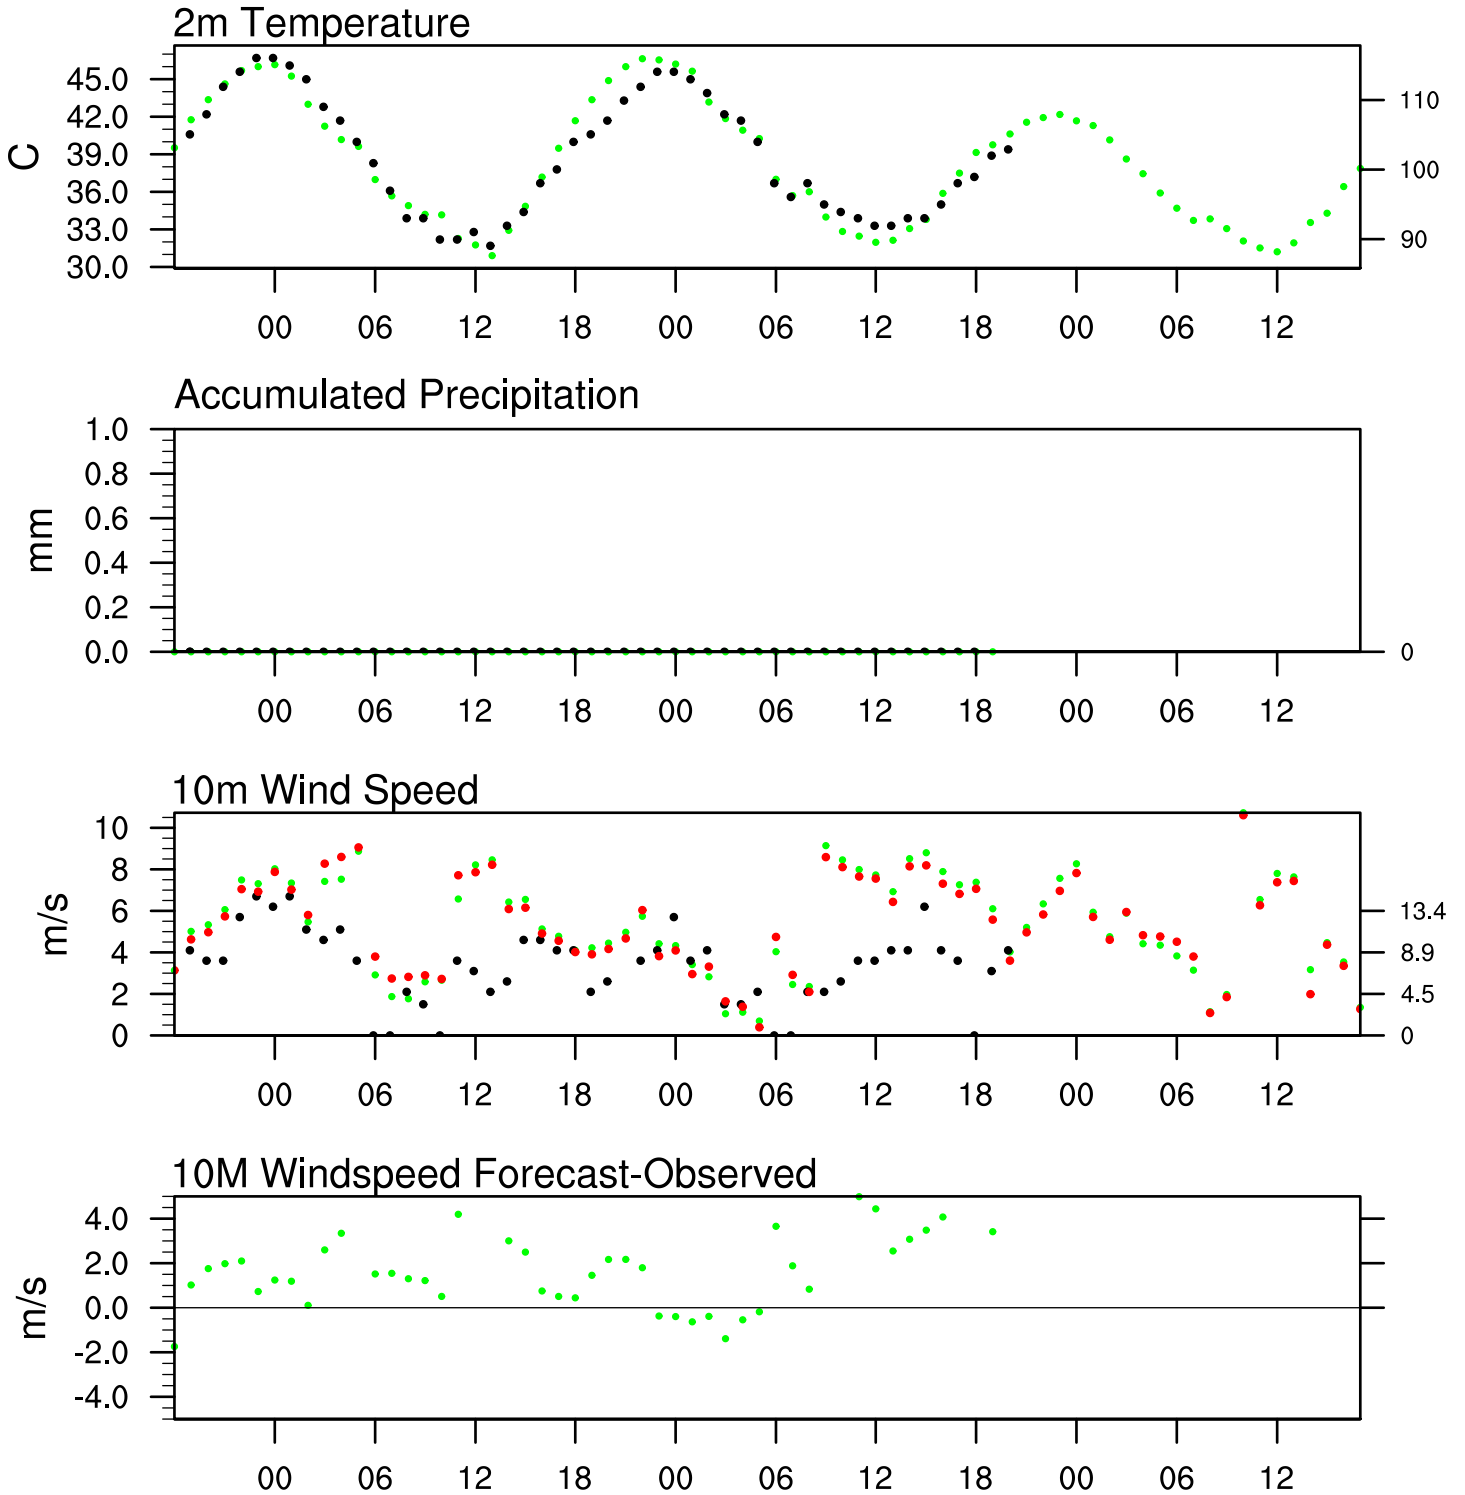 2m Temperature
45.0
42.0
39.0
36.0
33.0
30.0
C
110
100
90
00 06 12 18 00 06 12 18 00 06 12
Accumulated Precipitation
1.0
0.8
0.6
0.4
0.2
0.0
mm
0
00 06 12 18 00 06 12 18 00 06 12
10m Wind Speed
10
8
6
4
2
0
m/s
13.4
8.9
4.5
0
00 06 12 18 00 06 12 18 00 06 12
10M Windspeed Forecast-Observed
4.0
2.0
0.0
-2.0
-4.0
m/s
00 06 12 18 00 06 12 18 00 06 12